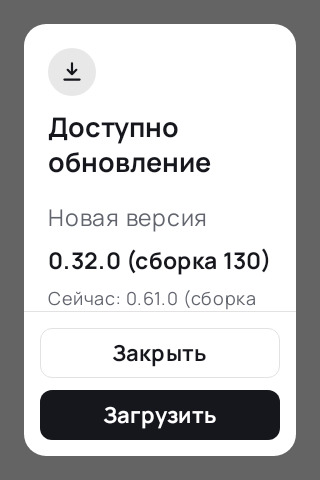 Доступно
обновление
Новая версия
0.32.0 (сборка 130)
Сейчас: 0.61.0 (сборка
Закрыть
Загрузить